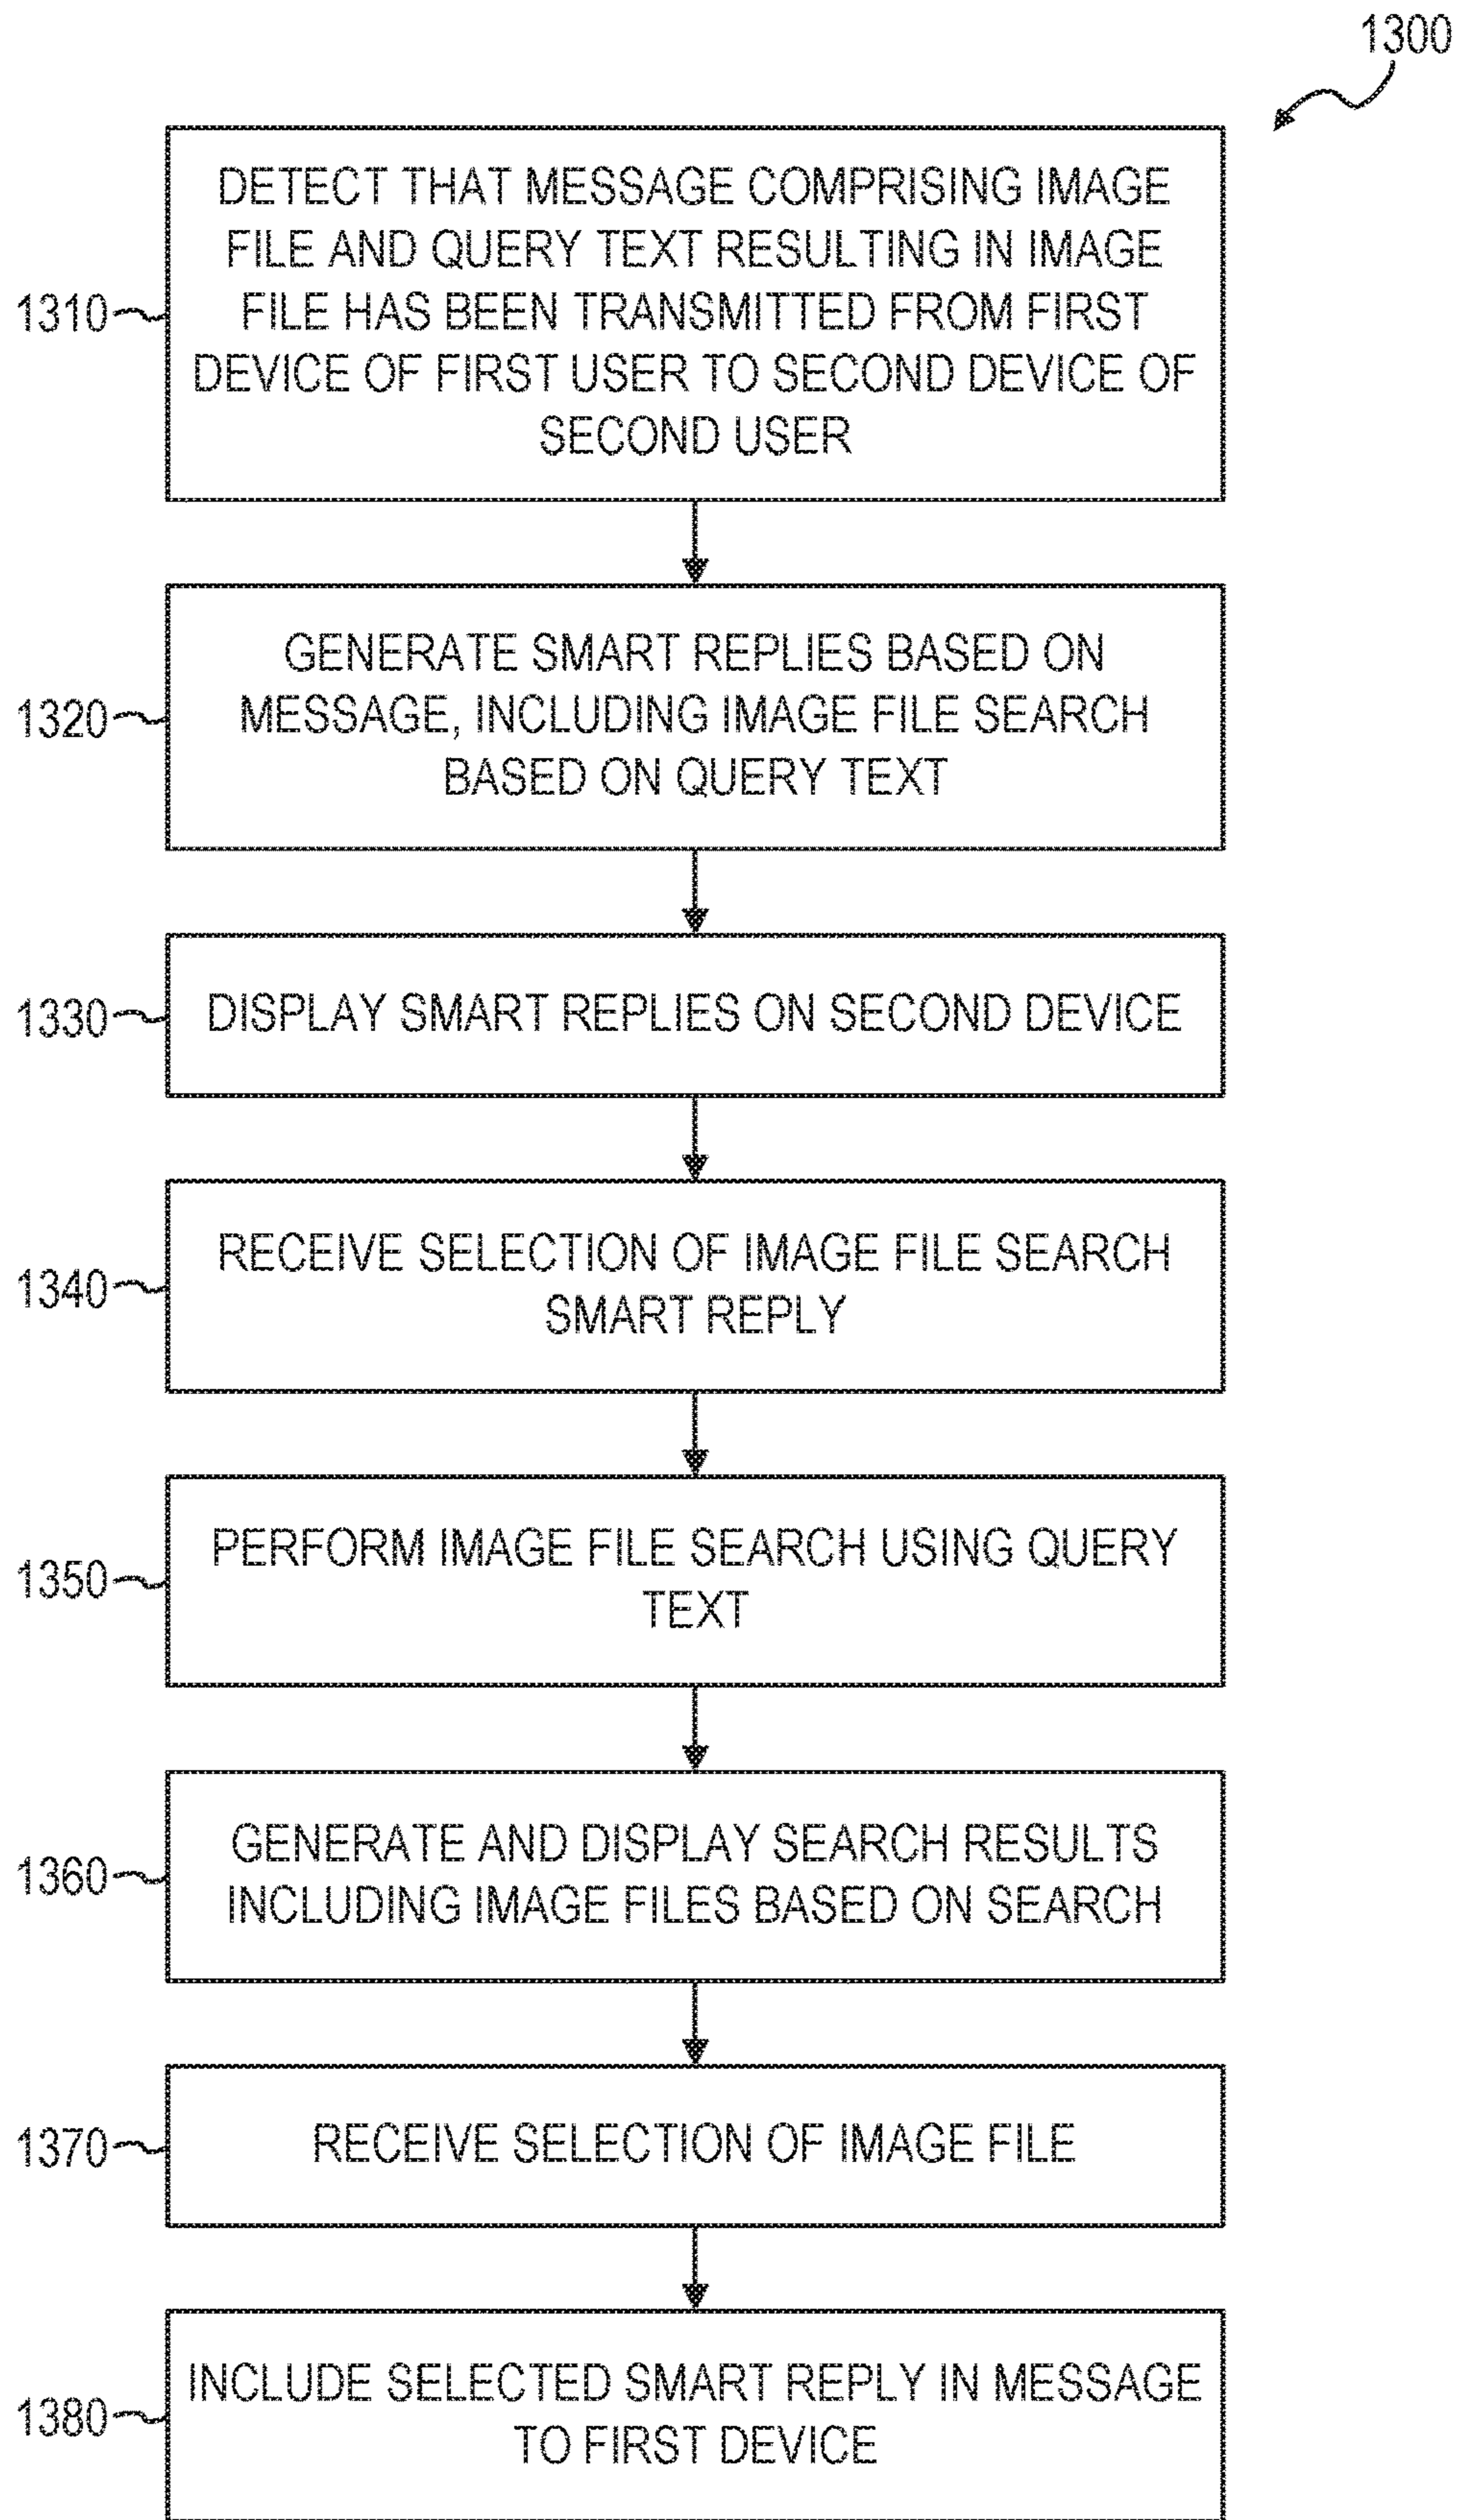 1300
DETECT THAT MESSAGE COMPRISING IMAGE
FILE AND QUERY TEXT RESULTING IN IMAGE
FILE HAS BEEN TRANSMITTED FROM FIRST
DEVICE OF FIRST USER TO SECOND DEVICE OF
SECOND USER
1310
GENERATE SMART REPLIES BASED ON
MESSAGE, INCLUDING IMAGE FILE SEARCH
BASED ON QUERY TEXT
1320
DISPLAY SMART REPLIES ON SECOND DEVICE
1330
RECEIVE SELECTION OF IMAGE FILE SEARCH
SMART REPLY
1340
PERFORM IMAGE FILE SEARCH USING QUERY
TEXT
1350
GENERATE AND DISPLAY SEARCH RESULTS
INCLUDING IMAGE FILES BASED ON SEARCH
1360
RECEIVE SELECTION OF IMAGE FILE
1370
INCLUDE SELECTED SMART REPLY IN MESSAGE
TO FIRST DEVICE
1380